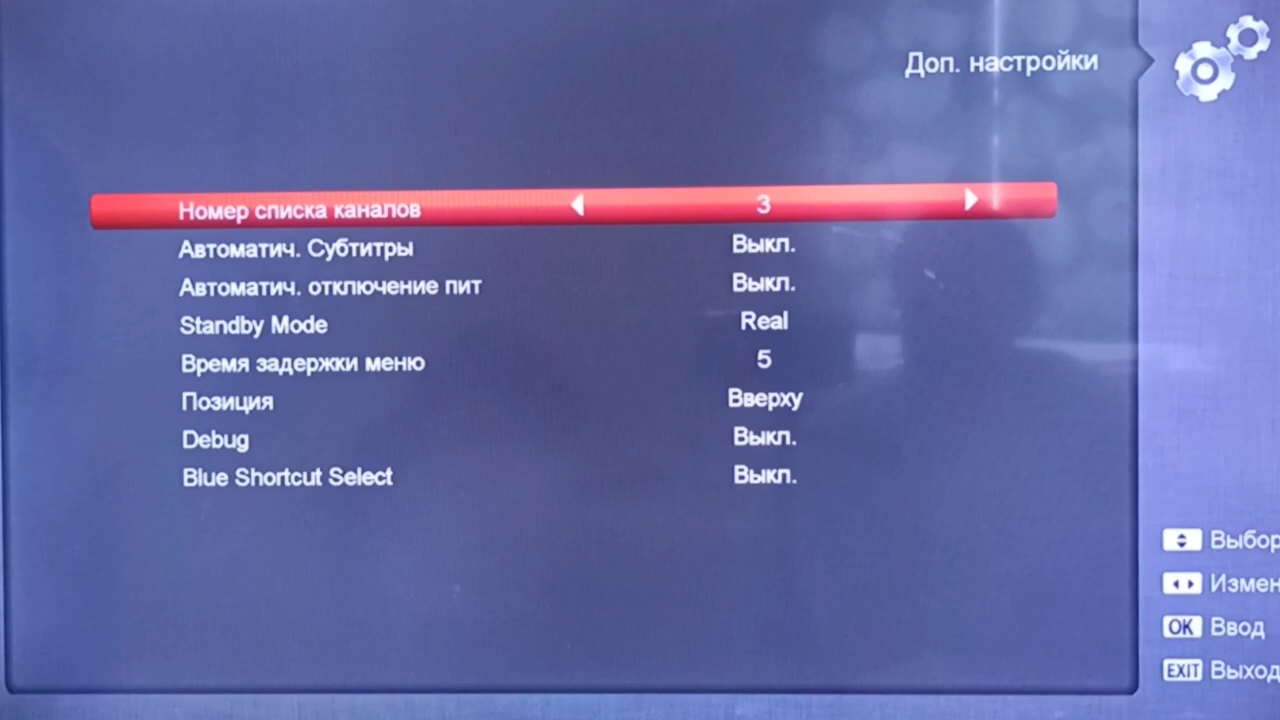 Доп. настройки
Номер списка каналов 3
Автоматич. Субтитры Выкл.
Автоматич. отключение пит Выкл.
Standby Mode Real
Время задержки меню 5
Позиция Вверху
Debug Выкл.
Blue Shortcut Select Выкл.
Выбор
Измен
OK Ввод
EXIT Выход